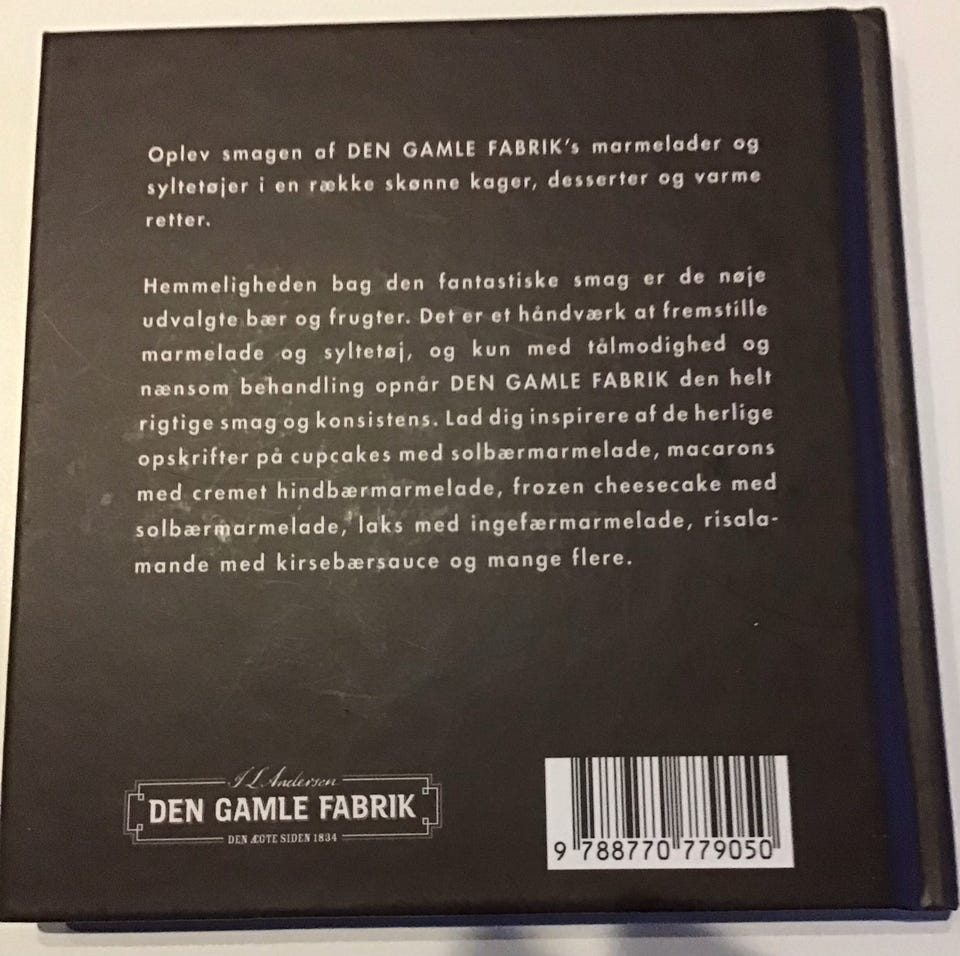 Oplev smagen af DEN GAMLE FABRIK's marmelader og
syltetøjer i en række skønne kager, desserter og varme
retter.
Hemmeligheden bag den fantastiske smag er de nøje
udvalgte bær og frugter. Det er et håndværk at fremstille
marmelade og syltetøj, og kun med tålmodighed og
nænsom behandling opnår DEN GAMLE FABRIK den helt
rigtige smag og konsistens. Lad dig inspirere af de herlige
opskrifter på cupcakes med solbærmarmelade, macarons
med cremet hindbærmarmelade, frozen cheesecake med
solbærmarmelade, laks med ingefærmarmelade, risala-
mande med kirsebærsauce og mange flere.
J. L. Andersen
DEN GAMLE FABRIK
DEN ÆGTE SIDEN 1834
9 788770 779050